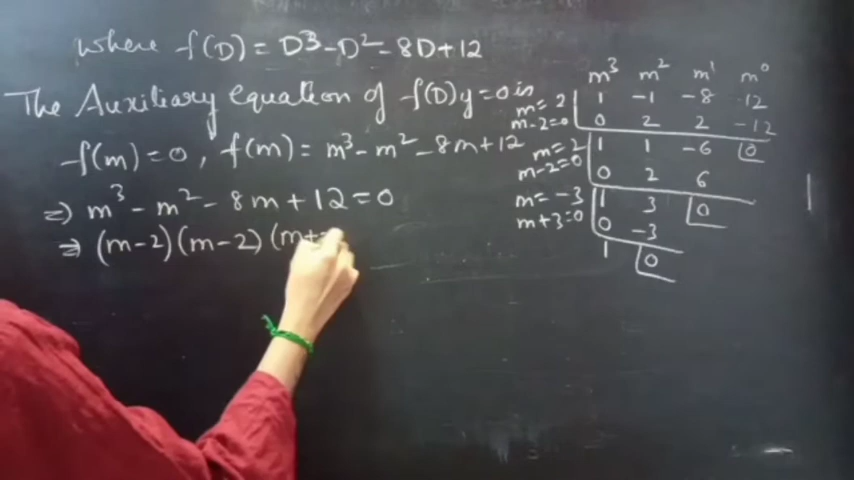 where f(D) = D³ - D² - 8D + 12
The Auxiliary equation of f(D)y = 0 is
f(m) = 0, f(m) = m³ - m² - 8m + 12
⇒ m³ - m² - 8m + 12 = 0
⇒ (m-2)(m-2)(m+
m³ m² m¹ m⁰
m = 2 1 -1 -8 12
m-2=0 0 2 2 -12
m = 2 1 1 -6 0
m-2=0 0 2 6
m = -3 1 3 0
m+3=0 0 -3
1 0